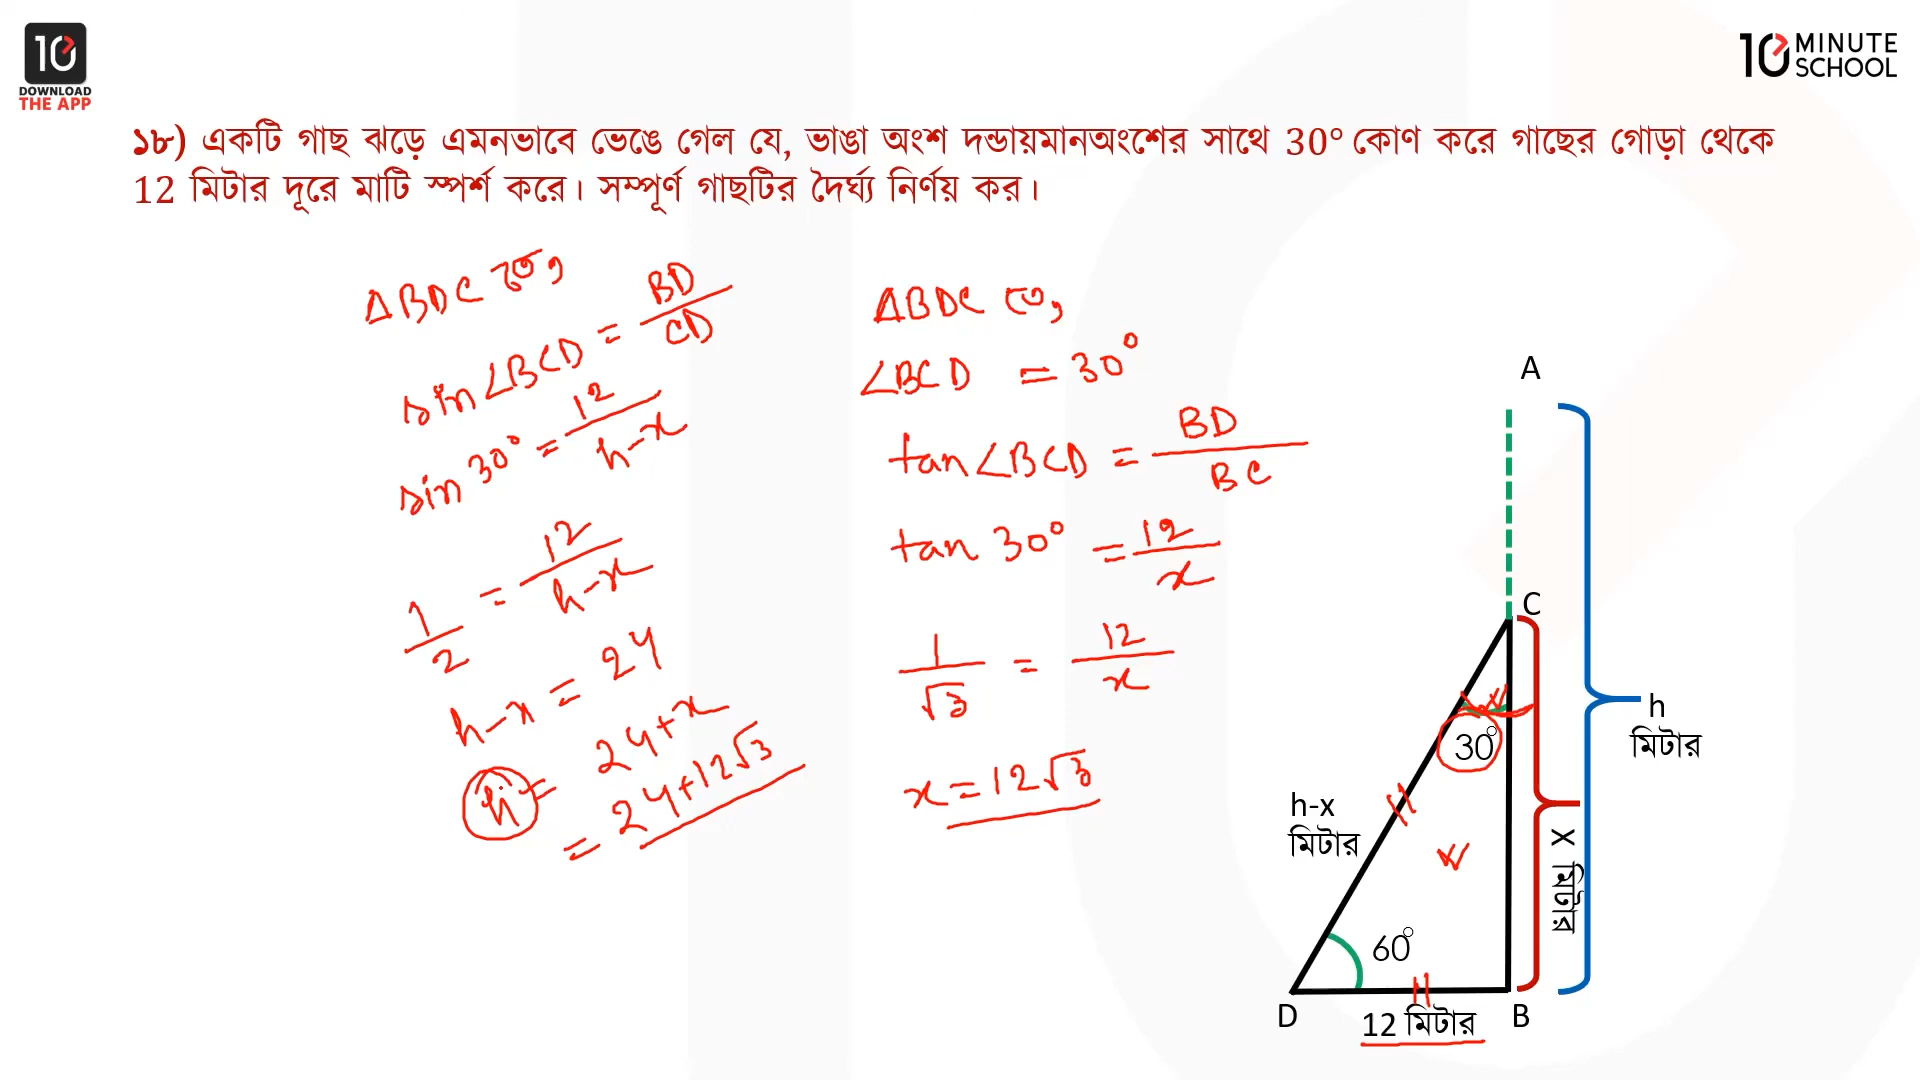 10
DOWNLOAD
THE APP
10 MINUTE
SCHOOL
১৮) একটি গাছ ঝড়ে এমনভাবে ভেঙে গেল যে, ভাঙা অংশ দন্ডায়মানঅংশের সাথে 30° কোণ করে গাছের গোড়া থেকে
12 মিটার দূরে মাটি স্পর্শ করে। সম্পূর্ণ গাছটির দৈর্ঘ্য নির্ণয় কর।
ΔBDC তে,
sin∠BCD = BD/CD
sin 30° = 12/h-x
1/2 = 12/h-x
h-x = 24
h = 24+x
= 24+12√3
ΔBDC তে,
∠BCD = 30°
tan∠BCD = BD/BC
tan 30° = 12/x
1/√3 = 12/x
x = 12√3
A
C
30°
h
মিটার
h-x
মিটার
X মিটার
60°
D
12 মিটার
B